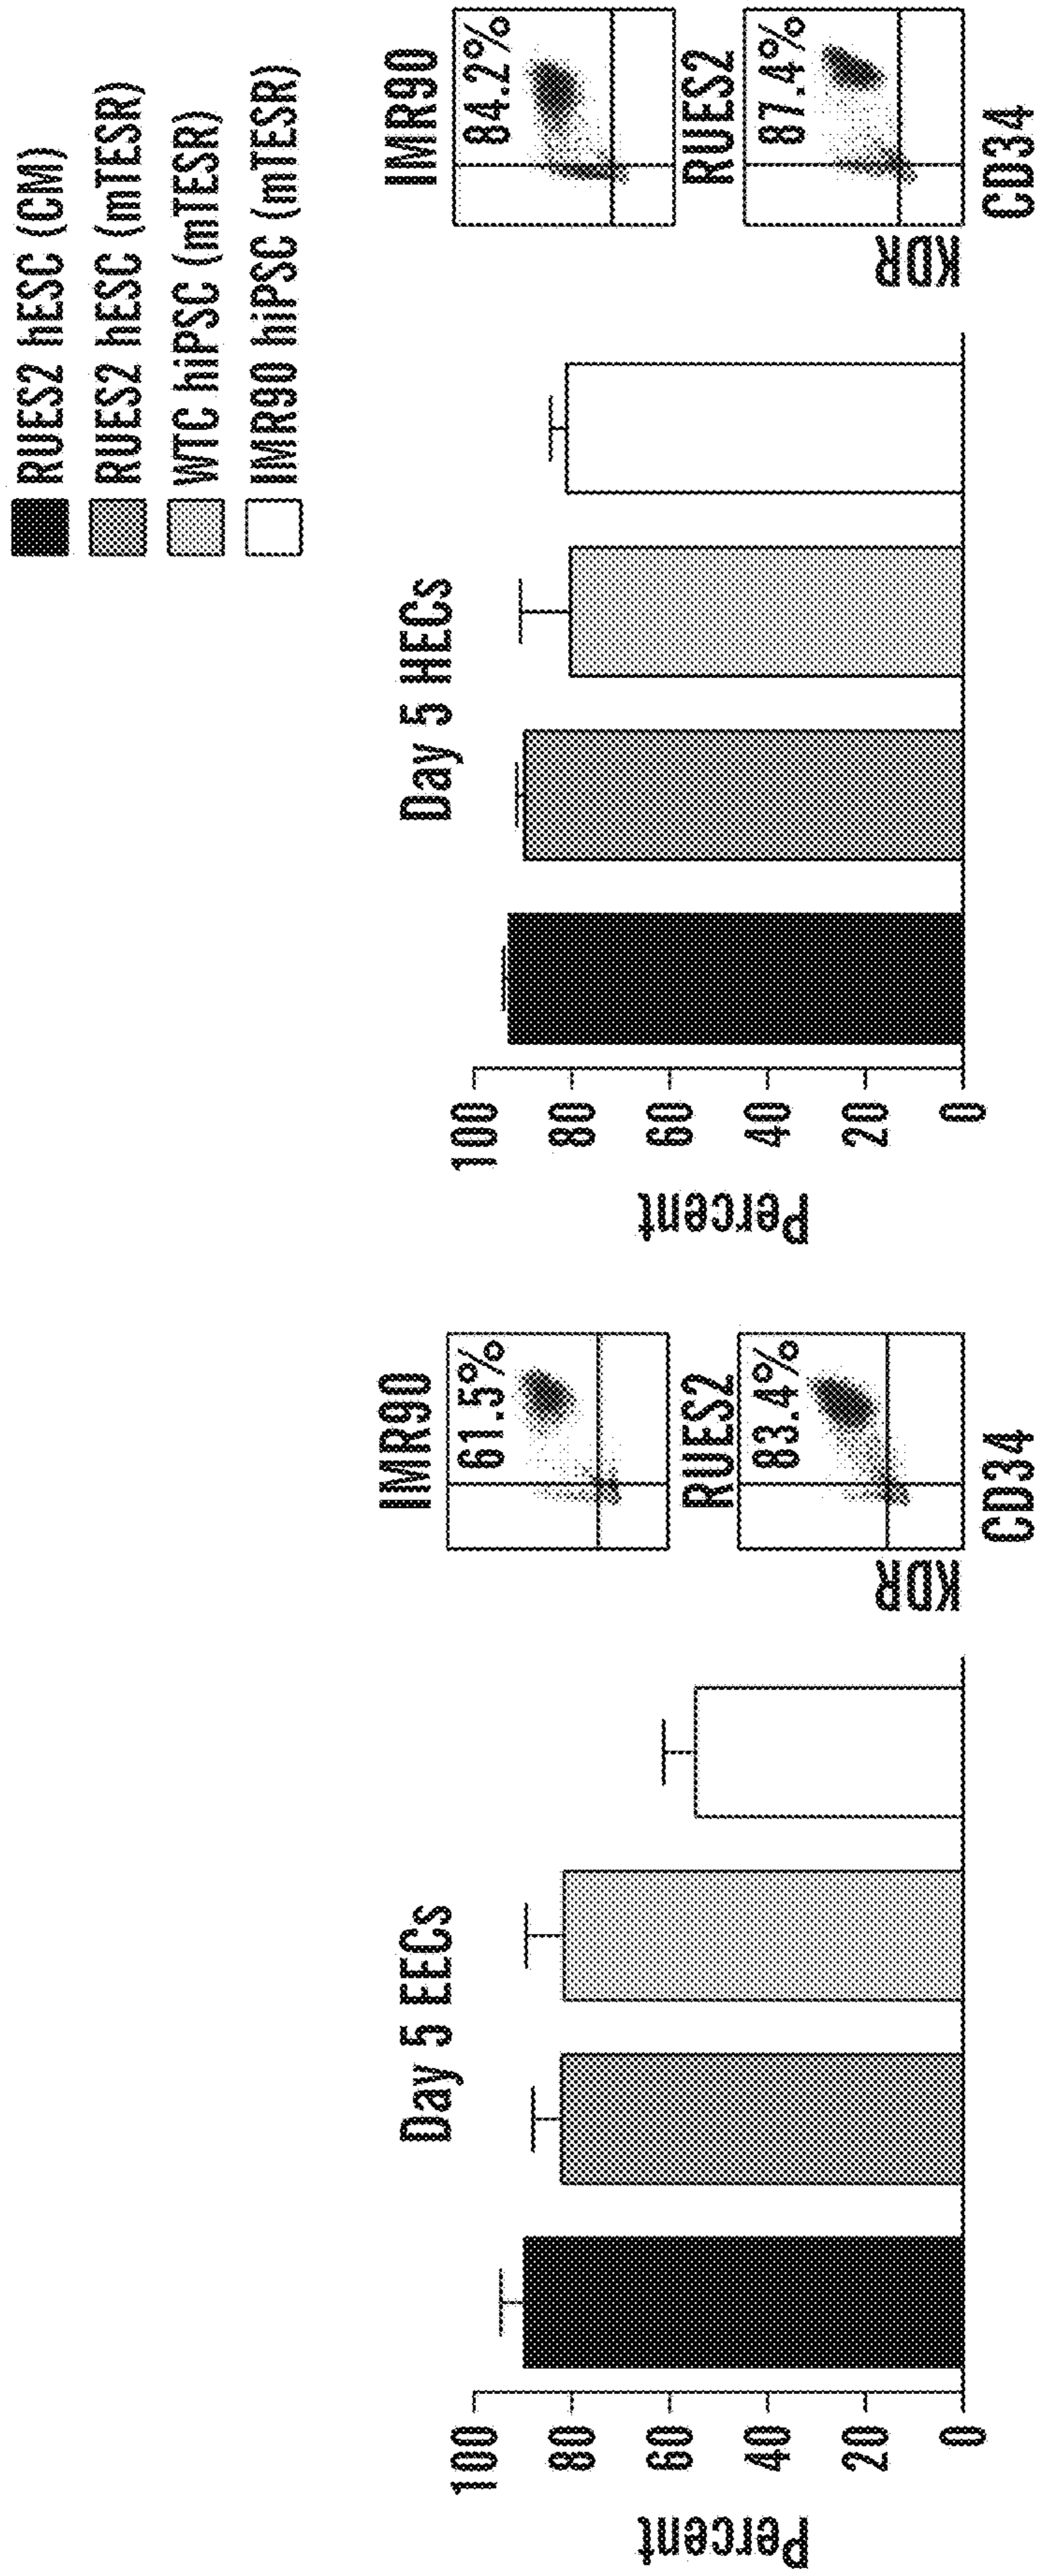 RUES2 hESC (CM)
RUES2 hESC (mTESR)
WTC hiPSC (mTESR)
IMR90 hiPSC (mTESR)
Day 5 EECs
Percent
100
80
60
40
20
0
IMR90
61.5%
RUES2
83.4%
KDR
CD34
Day 5 HECs
Percent
100
80
60
40
20
0
IMR90
84.2%
RUES2
87.4%
KDR
CD34